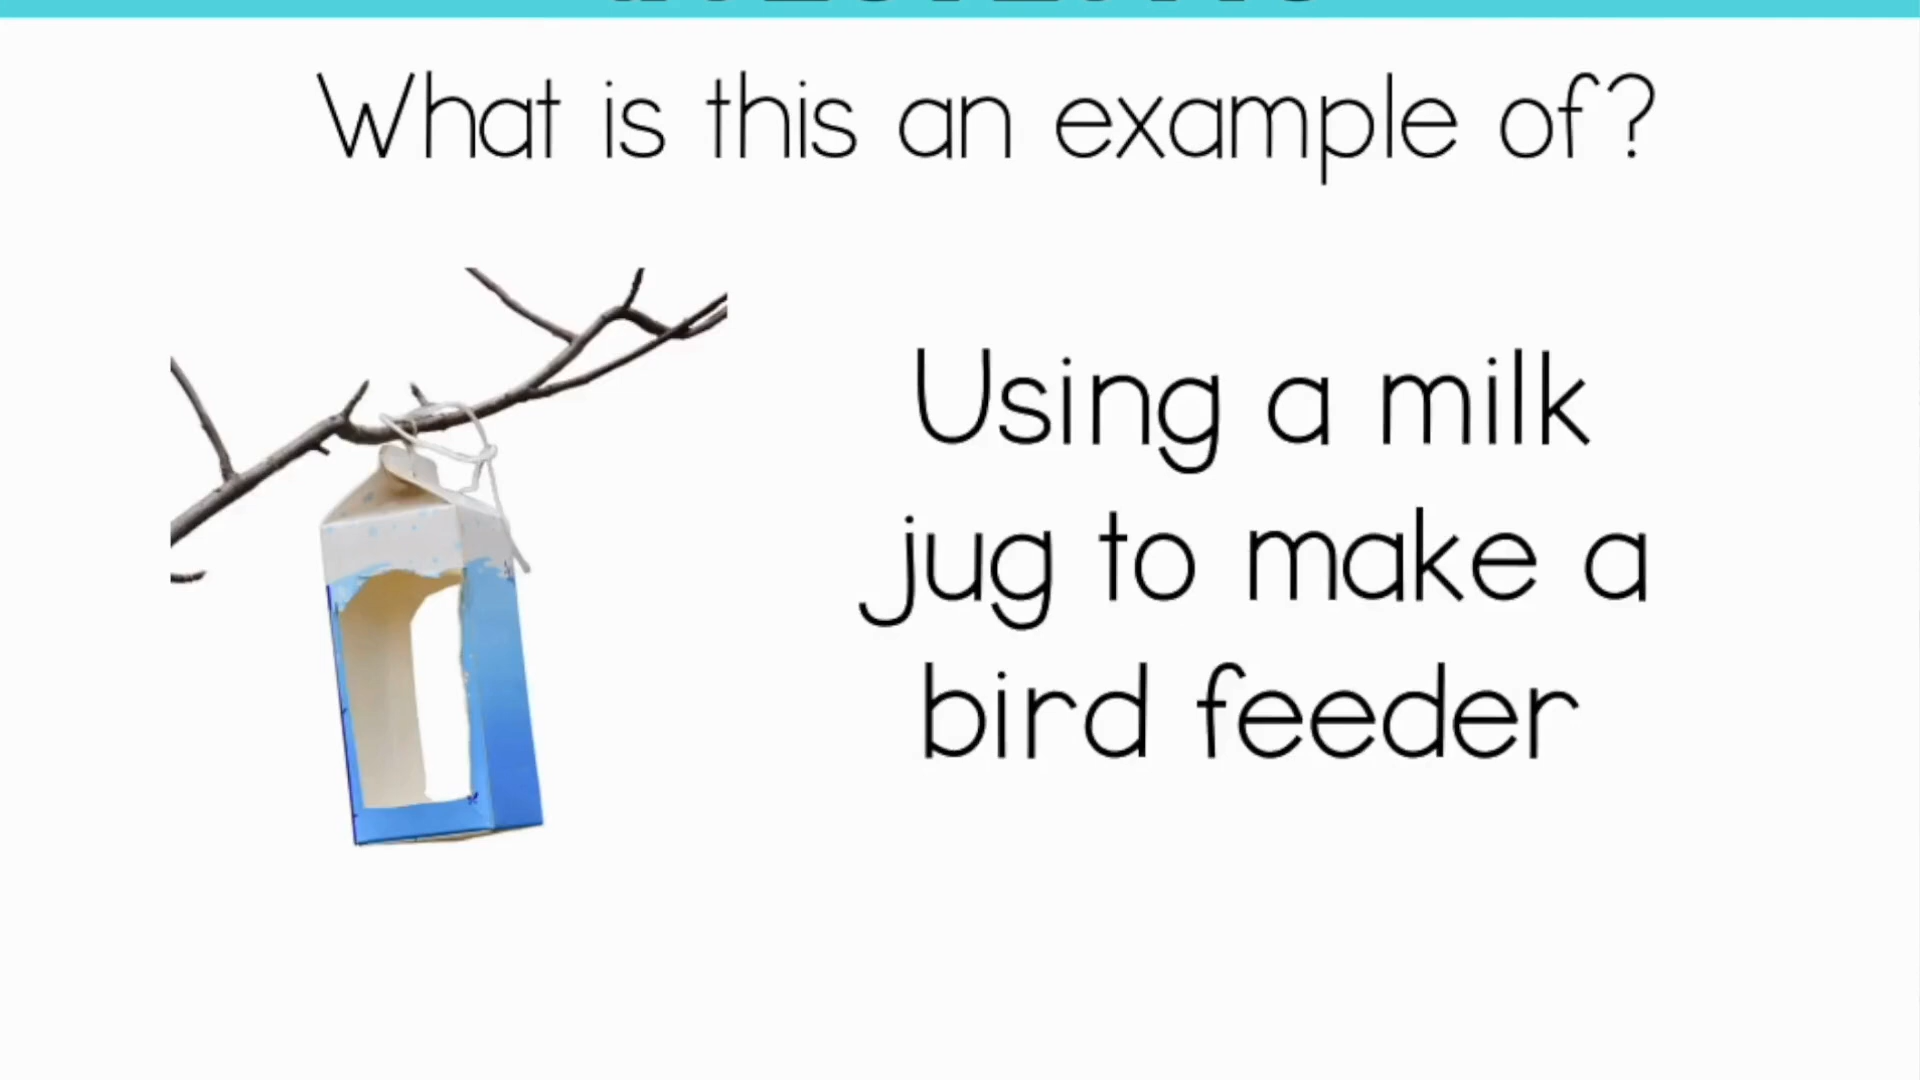 What is this an example of?
Using a milk
jug to make a
bird feeder